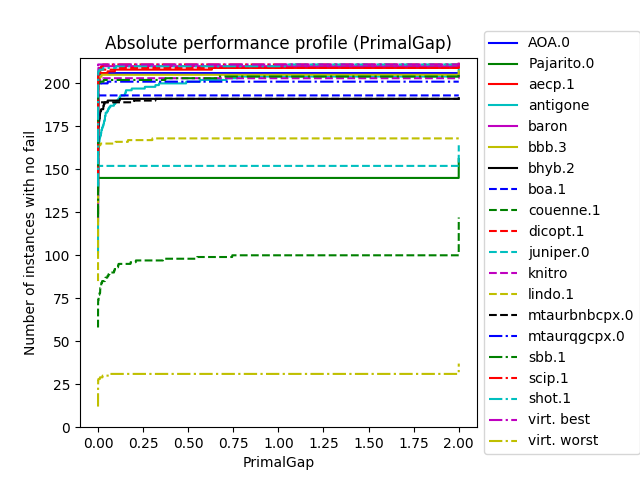 Absolute performance profile (PrimalGap)
Number of instances with no fail
200
175
150
125
100
75
50
25
0
0.00 0.25 0.50 0.75 1.00 1.25 1.50 1.75 2.00
PrimalGap
AOA.0
Pajarito.0
aecp.1
antigone
baron
bbb.3
bhyb.2
boa.1
couenne.1
dicopt.1
juniper.0
knitro
lindo.1
mtaurbnbcpx.0
mtaurqgcpx.0
sbb.1
scip.1
shot.1
virt. best
virt. worst